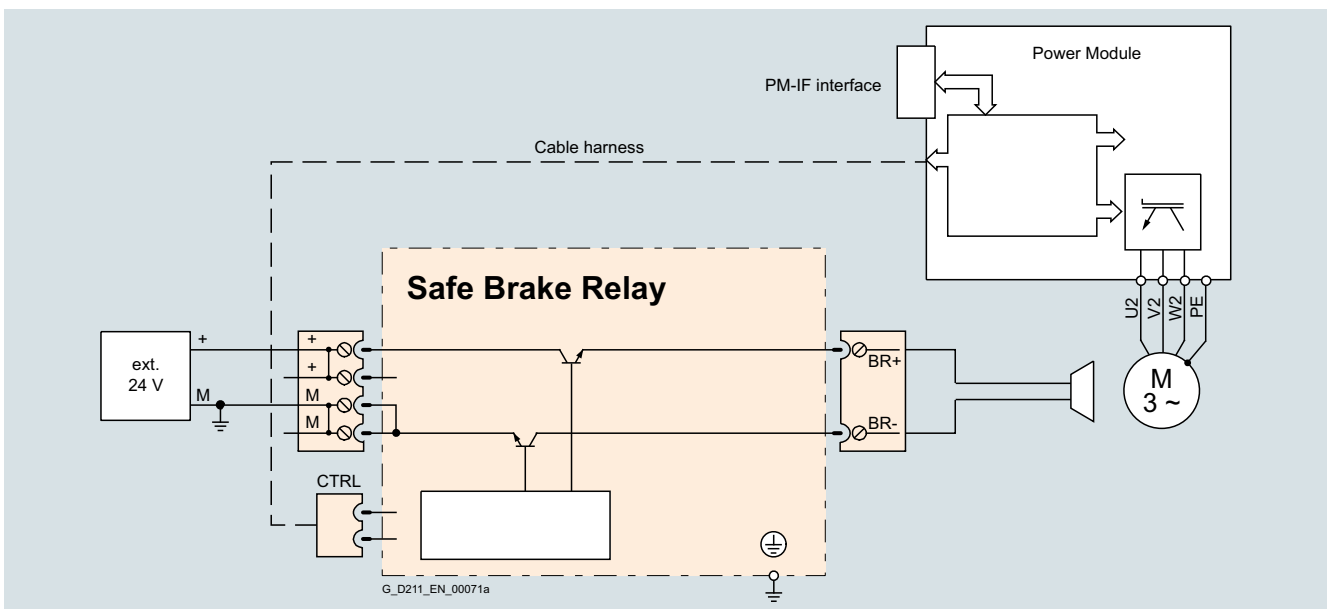 Power Module
PM-IF interface
Cable harness
Safe Brake Relay
U2
V2
W2
PE
ext.
24 V
+
M
+
+
M
M
BR+
BR-
M
3 ~
CTRL
G_D211_EN_00071a